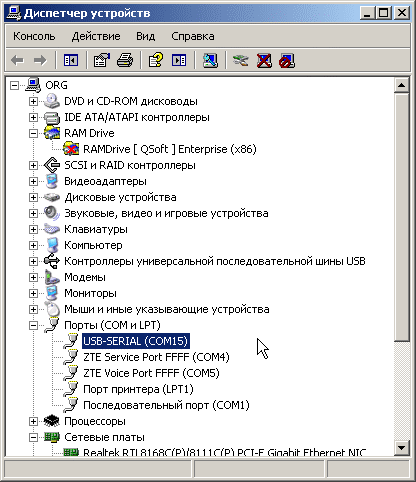 Диспетчер устройств
Консоль Действие Вид Справка
ORG
DVD и CD-ROM дисководы
IDE ATA/ATAPI контроллеры
RAM Drive
RAMDrive [ QSoft ] Enterprise (x86)
SCSI и RAID контроллеры
Видеоадаптеры
Дисковые устройства
Звуковые, видео и игровые устройства
Клавиатуры
Компьютер
Контроллеры универсальной последовательной шины USB
Модемы
Мониторы
Мыши и иные указывающие устройства
Порты (COM и LPT)
USB-SERIAL (COM15)
ZTE Service Port FFFF (COM4)
ZTE Voice Port FFFF (COM5)
Порт принтера (LPT1)
Последовательный порт (COM1)
Процессоры
Сетевые платы
Realtek RTL8168C(P)/8111C(P) PCI-E Gigabit Ethernet NIC